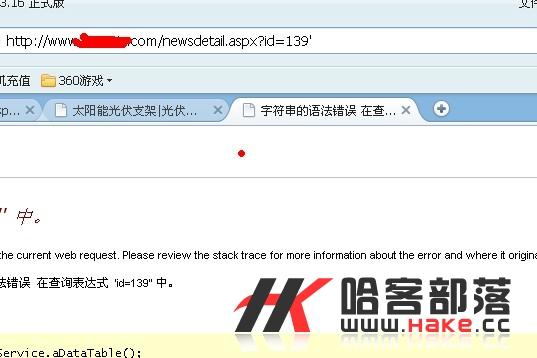 3.16 正式版
文件
http://www. .com/newsdetail.aspx?id=139'
机充值 360游戏
sp... 太阳能光伏支架|光伏... 字符串的语法错误 在查...
" 中。
the current web request. Please review the stack trace for more information about the error and where it origina
法错误 在查询表达式 'id=139'' 中。
哈客部落
www.HAKE.cc
Service.aDataTable();